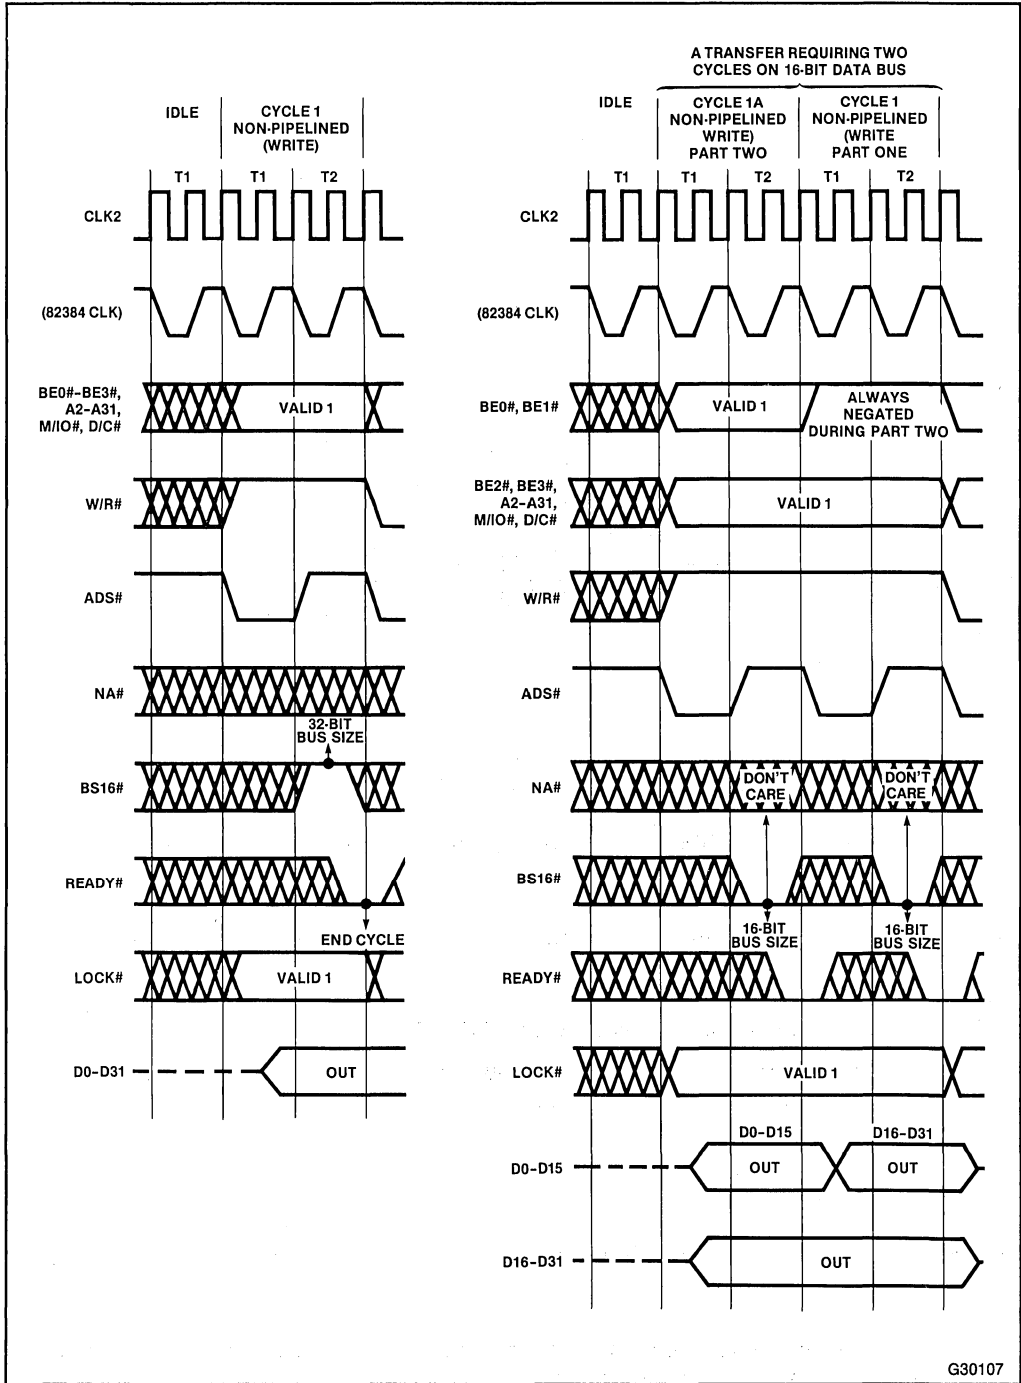 A TRANSFER REQUIRING TWO
CYCLES ON 16-BIT DATA BUS
IDLE
CYCLE 1
NON-PIPELINED
(WRITE)
T1
T1
T2
CLK2
(82384 CLK)
BE0#-BE3#,
A2-A31,
M/IO#, D/C#
VALID 1
W/R#
ADS#
NA#
32-BIT
BUS SIZE
BS16#
READY#
END CYCLE
LOCK#
VALID 1
D0-D31
OUT
IDLE
CYCLE 1A
NON-PIPELINED
WRITE)
PART TWO
CYCLE 1
NON-PIPELINED
(WRITE
PART ONE
T1
T1
T2
T1
T2
CLK2
(82384 CLK)
BE0#, BE1#
VALID 1
ALWAYS
NEGATED
DURING PART TWO
BE2#, BE3#,
A2-A31,
M/IO#, D/C#
VALID 1
W/R#
ADS#
NA#
DON'T
CARE
DON'T
CARE
BS16#
16-BIT
BUS SIZE
16-BIT
BUS SIZE
READY#
LOCK#
VALID 1
D0-D15
D16-D31
D0-D15
OUT
OUT
D16-D31
OUT
G30107